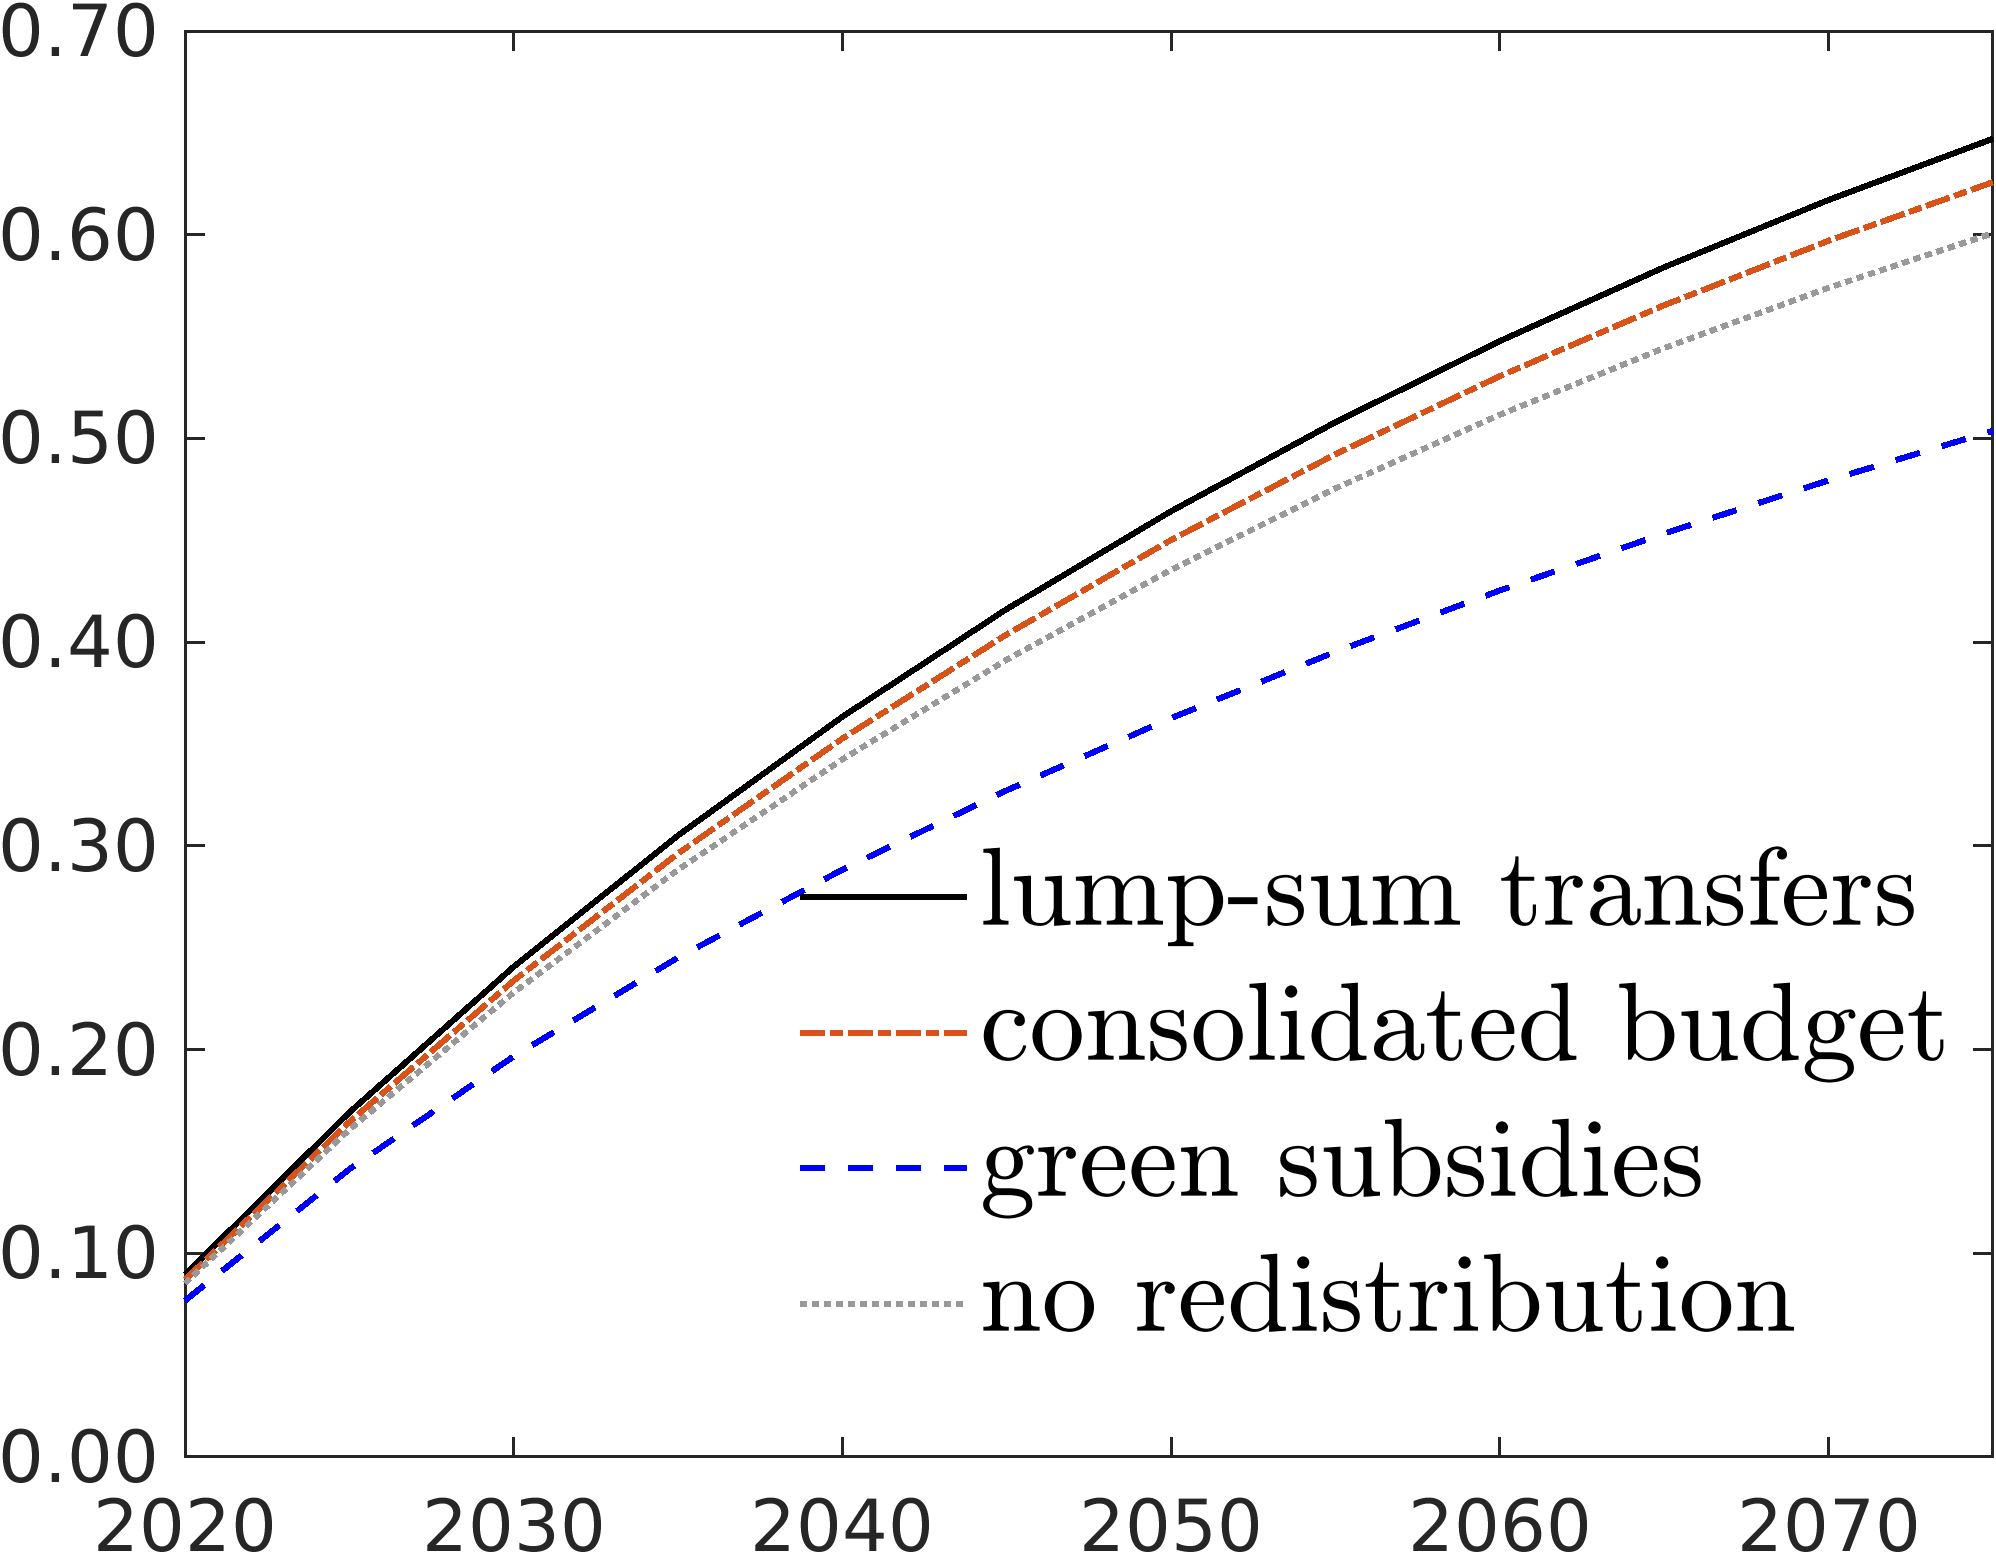 0.70
0.60
0.50
0.40
0.30
0.20
0.10
0.00
lump-sum transfers
consolidated budget
green subsidies
no redistribution
2020 2030 2040 2050 2060 2070